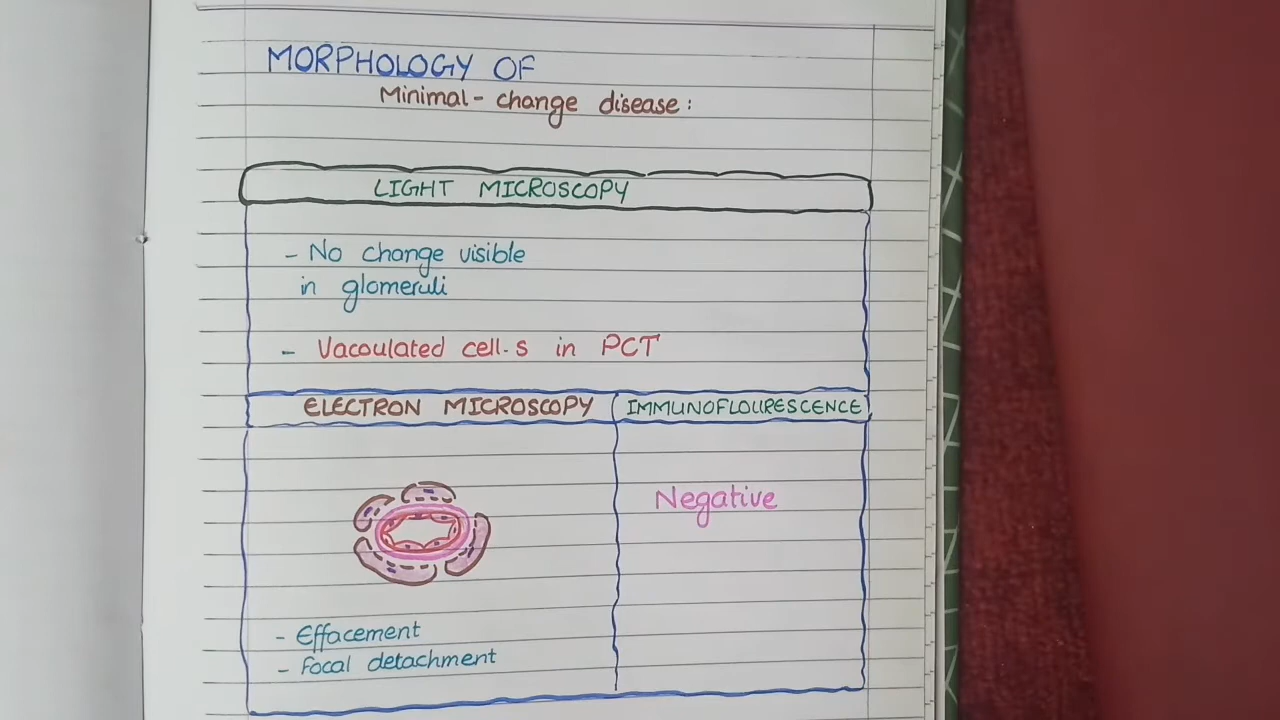 MORPHOLOGY OF
Minimal-change disease:
LIGHT MICROSCOPY
- No change visible
in glomeruli
- Vacoulated cell.s in PCT
ELECTRON MICROSCOPY
IMMUNOFLOURESCENCE
Negative
- Effacement
- Focal detachment